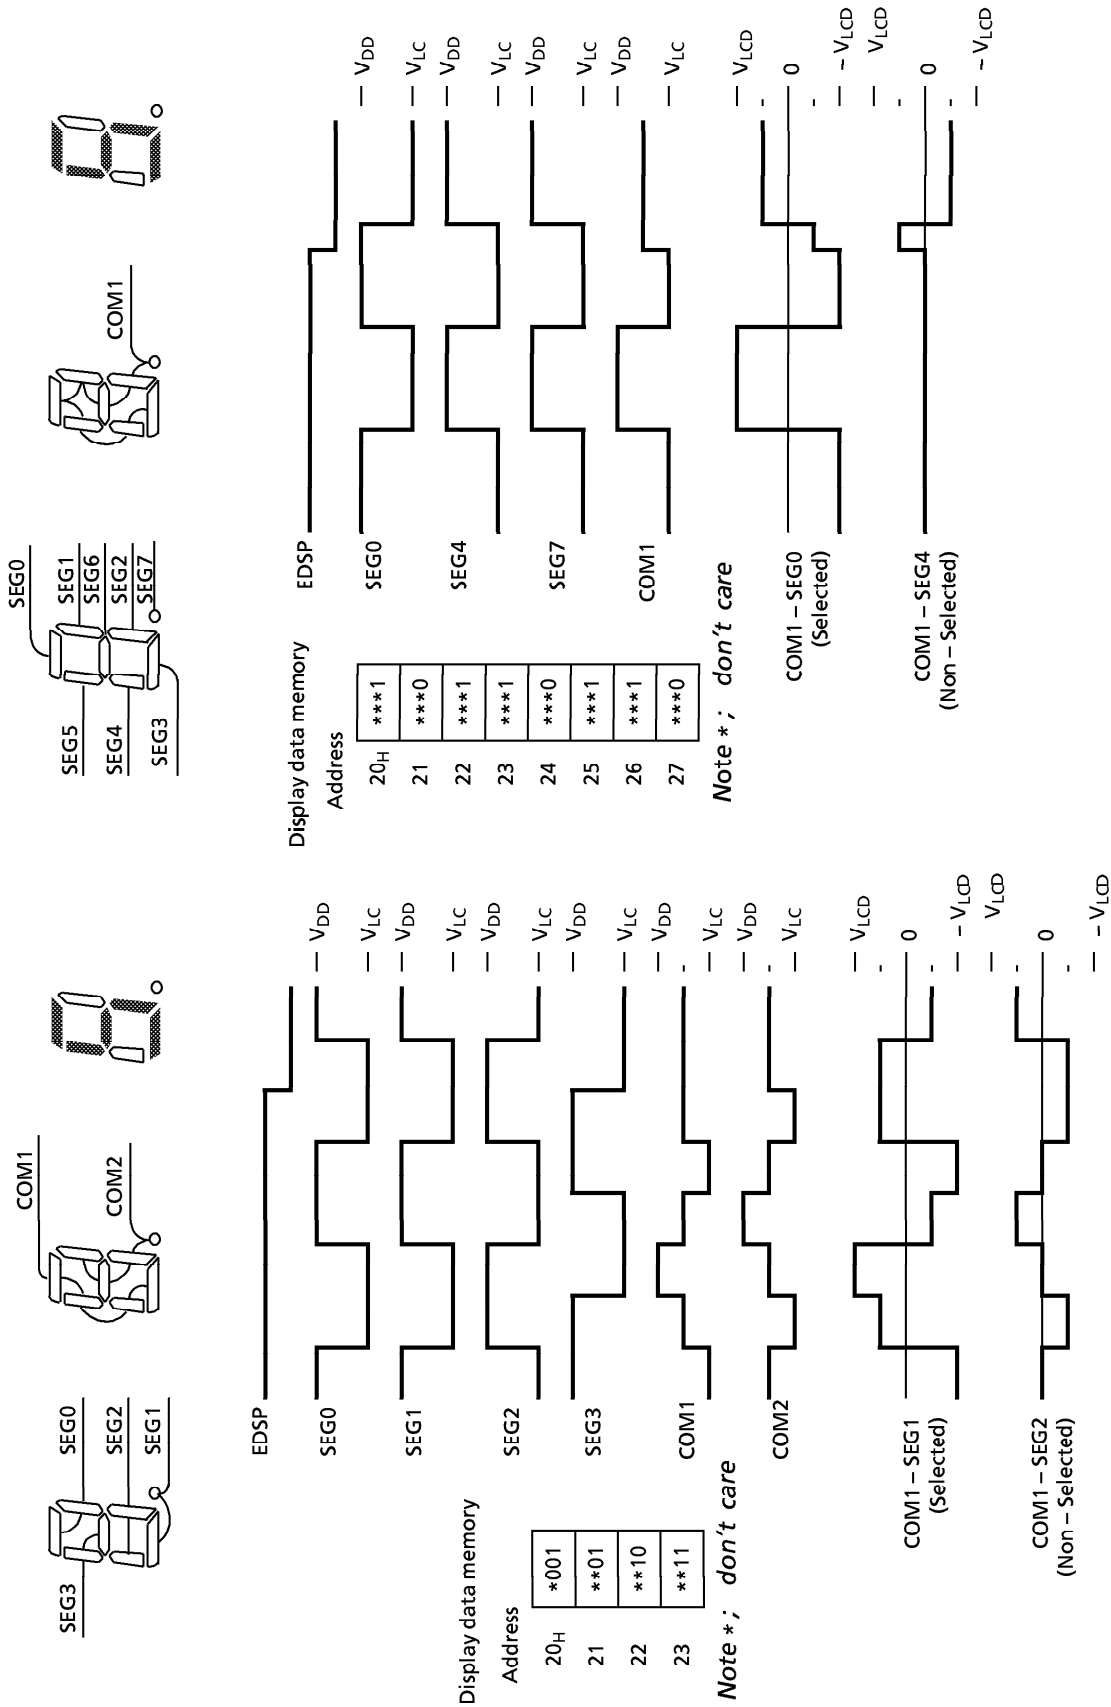 SEG0
SEG5
SEG1
SEG6
SEG4
SEG2
SEG3
SEG7
COM1
Display data memory
Address
20H ***1
21 ***0
22 ***1
23 ***1
24 ***0
25 ***1
26 ***1
27 ***0
Note *; don't care
EDSP
SEG0
VDD
VLC
SEG4
VDD
VLC
SEG7
VDD
VLC
COM1
VDD
VLC
COM1 – SEG0
(Selected)
VLCD
0
– VLCD
COM1 – SEG4
(Non – Selected)
VLCD
0
– VLCD
SEG3
SEG0
SEG2
SEG1
COM1
COM2
Display data memory
Address
20H *001
21 **01
22 **10
23 **11
Note *; don't care
EDSP
SEG0
VDD
VLC
SEG1
VDD
VLC
SEG2
VDD
VLC
SEG3
VDD
VLC
COM1
VDD
VLC
COM2
VDD
VLC
COM1 – SEG1
(Selected)
VLCD
0
– VLCD
COM1 – SEG2
(Non – Selected)
VLCD
0
– VLCD